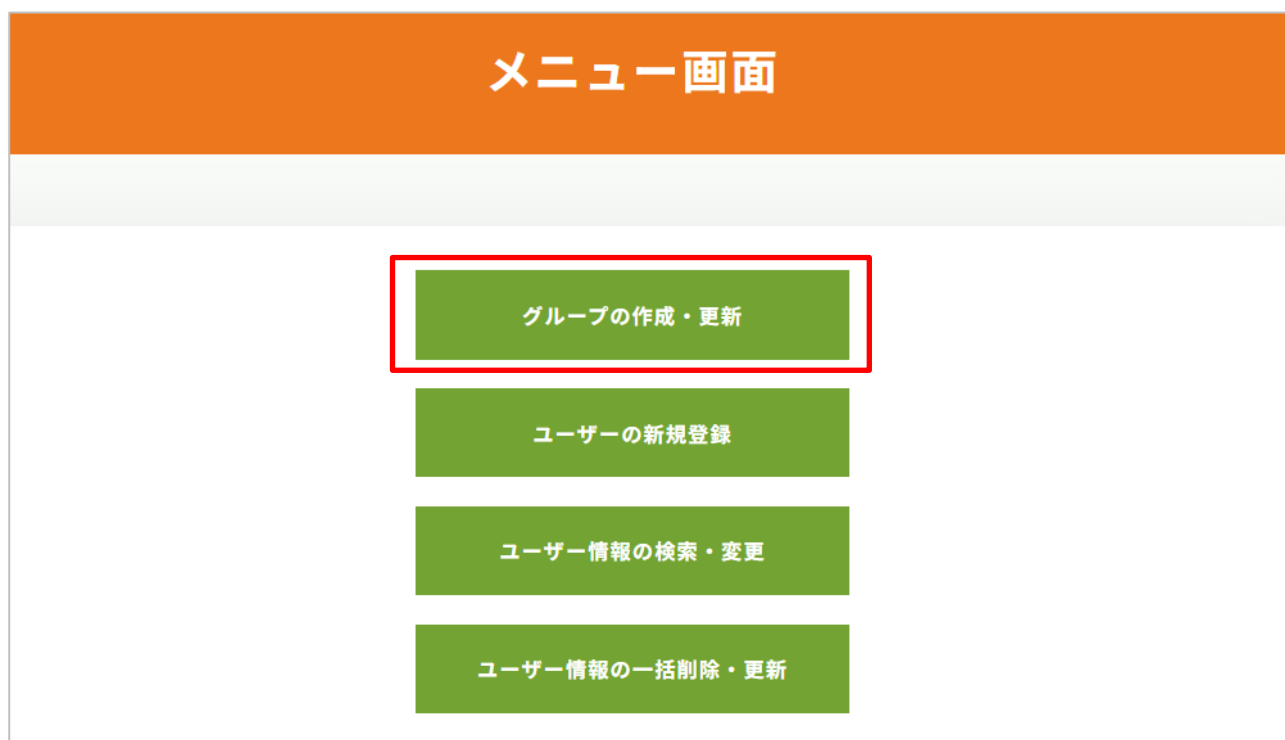 メニュー画面
グループの作成・更新
ユーザーの新規登録
ユーザー情報の検索・変更
ユーザー情報の一括削除・更新